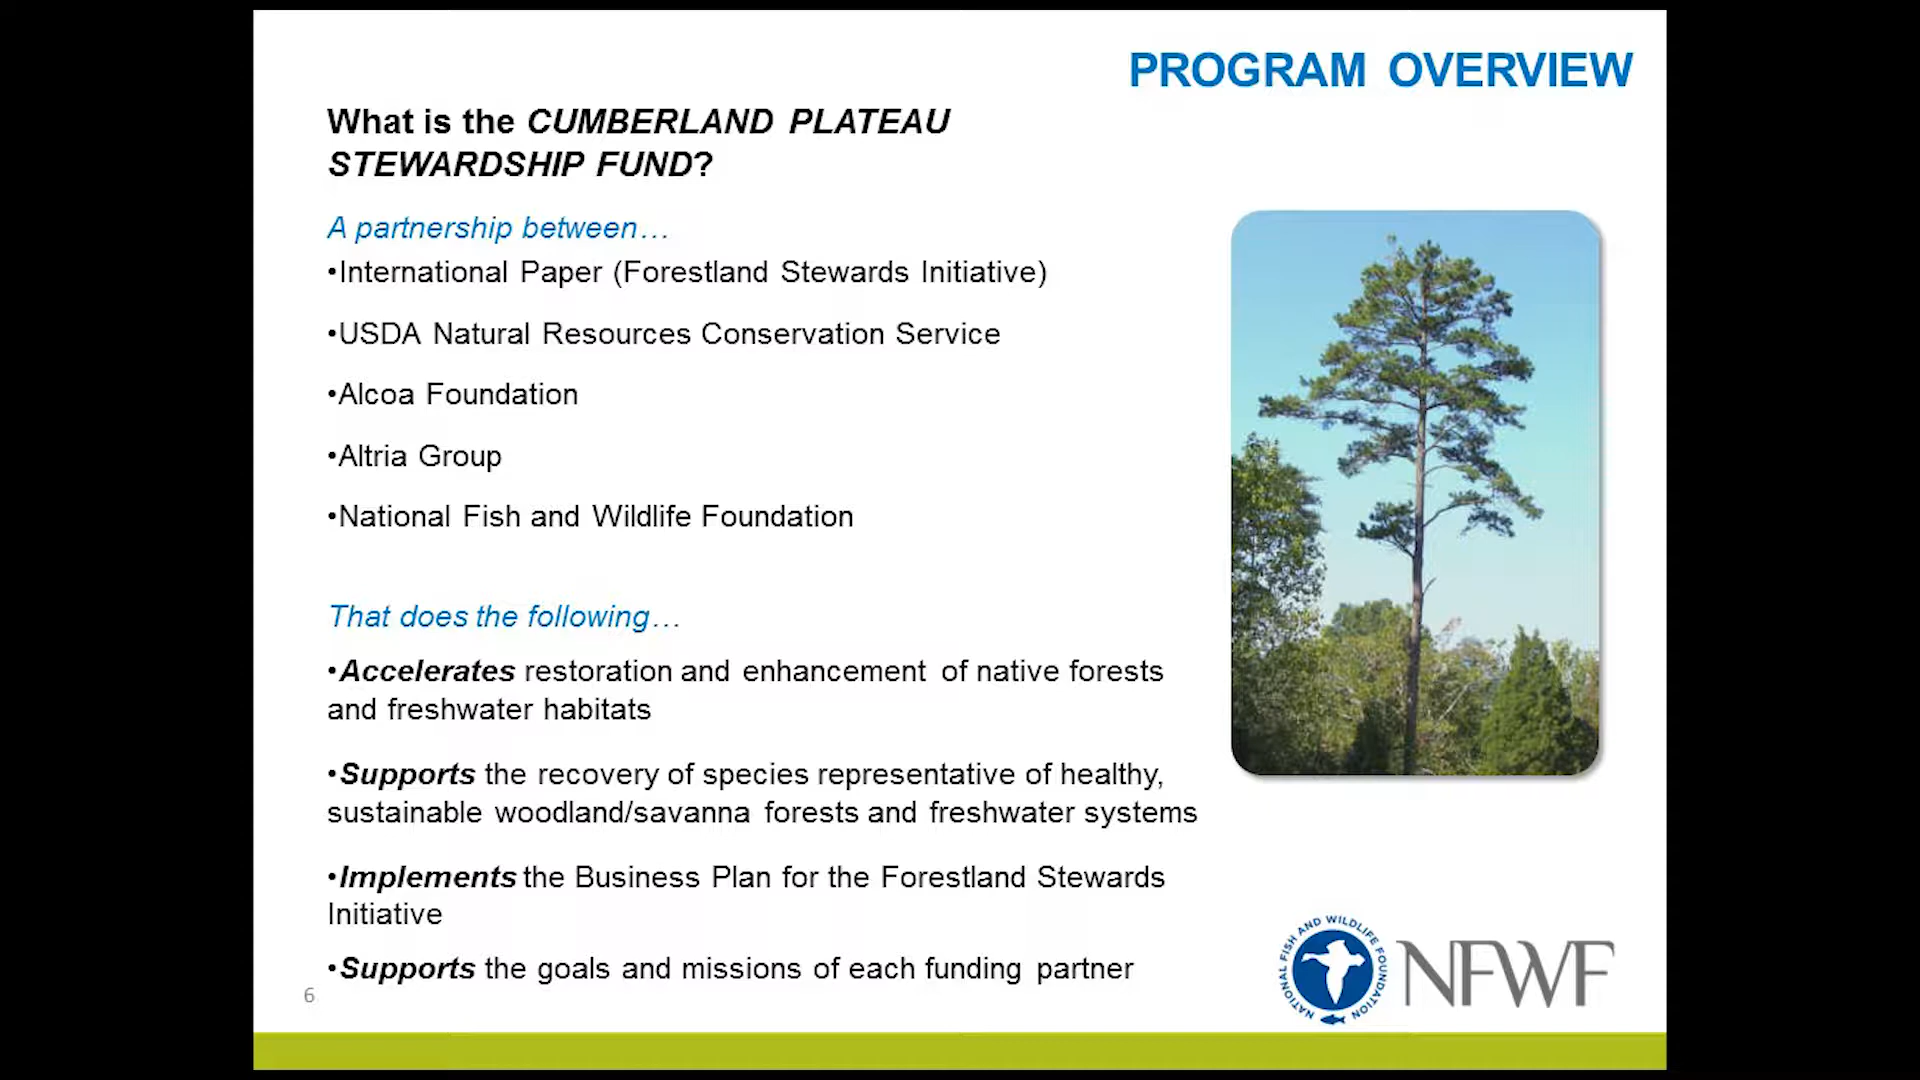 PROGRAM OVERVIEW
What is the CUMBERLAND PLATEAU
STEWARDSHIP FUND?
A partnership between…
•International Paper (Forestland Stewards Initiative)
•USDA Natural Resources Conservation Service
•Alcoa Foundation
•Altria Group
•National Fish and Wildlife Foundation
That does the following…
•Accelerates restoration and enhancement of native forests
and freshwater habitats
•Supports the recovery of species representative of healthy,
sustainable woodland/savanna forests and freshwater systems
•Implements the Business Plan for the Forestland Stewards
Initiative
•Supports the goals and missions of each funding partner
6
NATIONAL FISH AND WILDLIFE FOUNDATION
NFWF